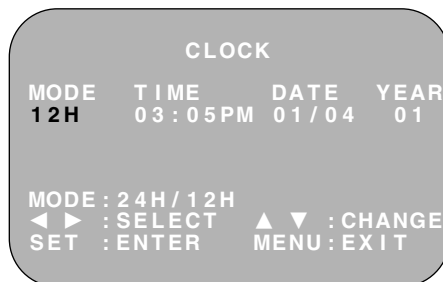 CLOCK
MODE TIME DATE YEAR
12H 03:05PM 01/04 01
MODE:24H/12H
◀ ▶ :SELECT ▲ ▼ :CHANGE
SET :ENTER MENU:EXIT